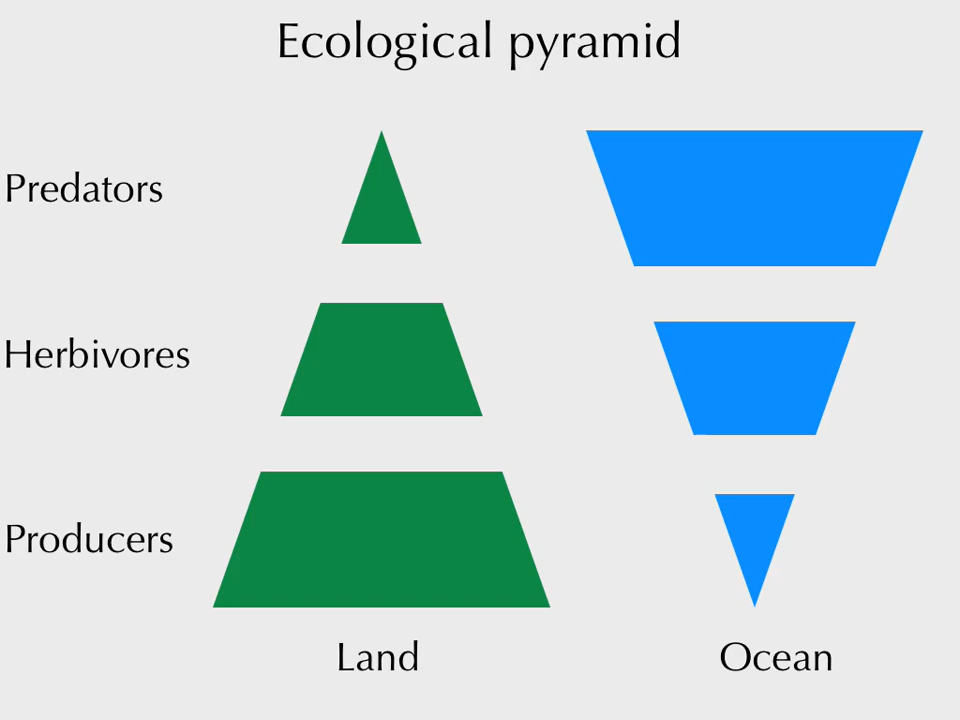 Ecological pyramid
Predators
Herbivores
Producers
Land
Ocean